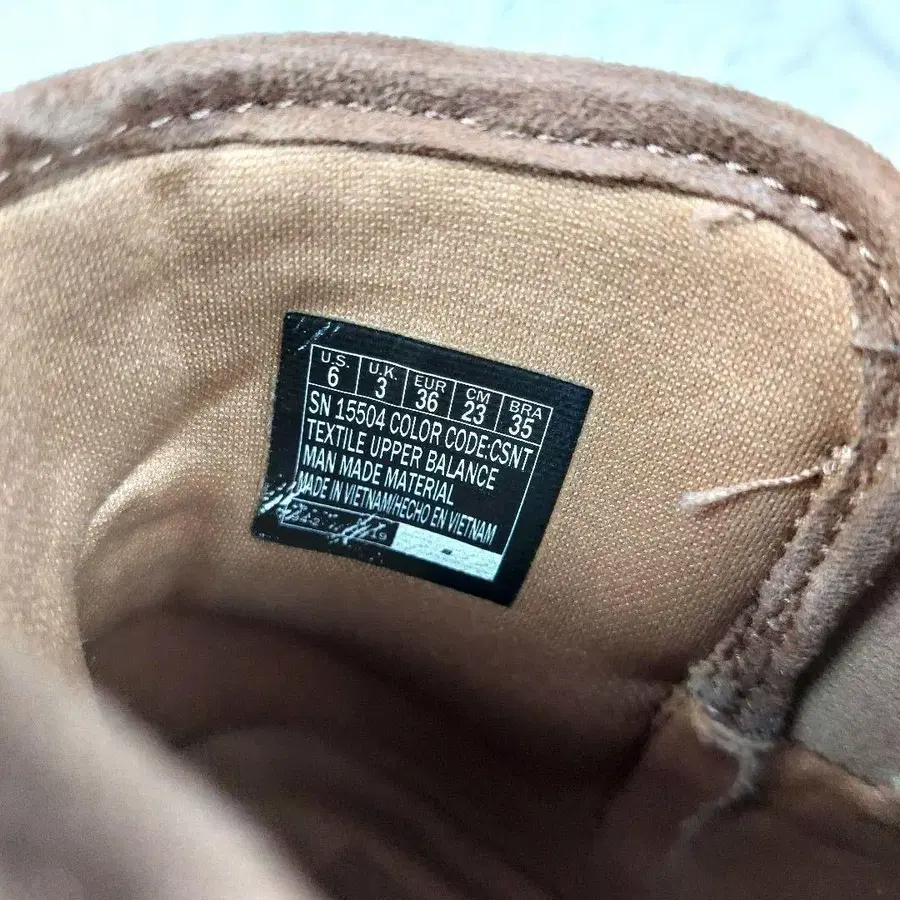 U.S. U.K. EUR CM BRA
6 3 36 23 35
SN 15504 COLOR CODE:CSNT
TEXTILE UPPER BALANCE
MAN MADE MATERIAL
MADE IN VIETNAM/HECHO EN VIETNAM
19